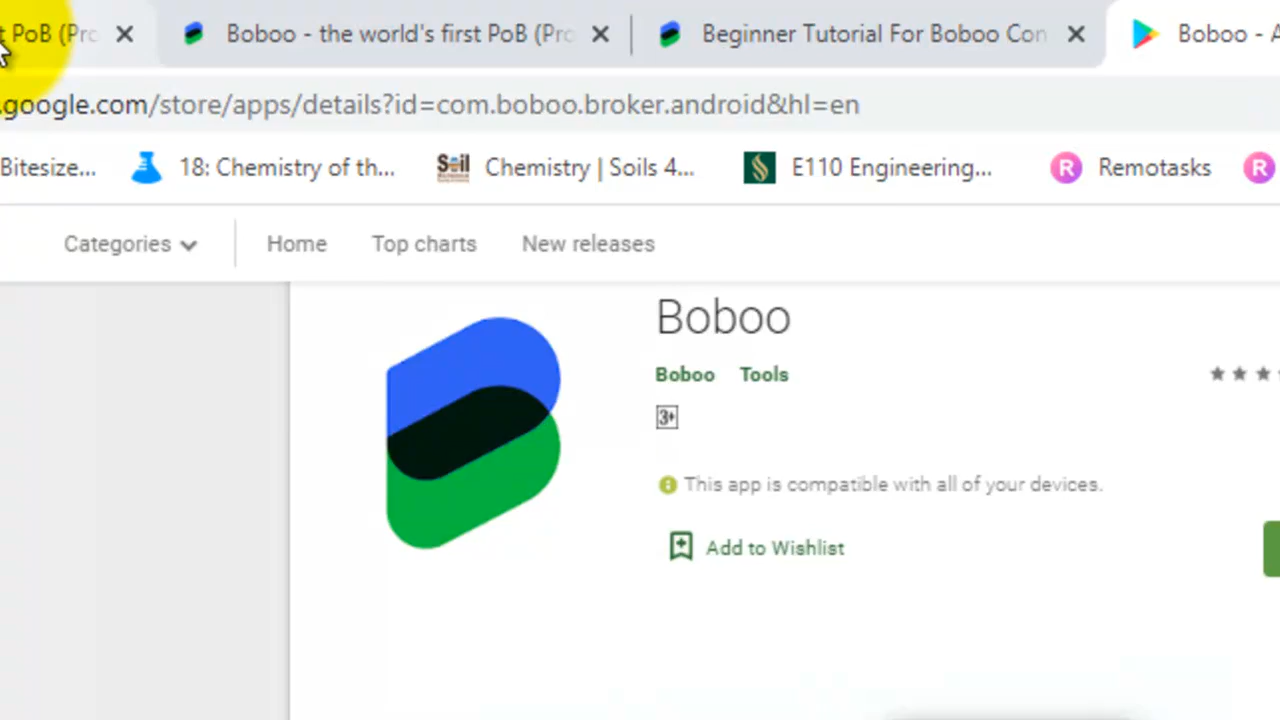 t PoB (Pro
Boboo - the world's first PoB (Pro
Beginner Tutorial For Boboo Con
Boboo - A
.google.com/store/apps/details?id=com.boboo.broker.android&hl=en
Bitesize...
18: Chemistry of th...
Soil
Chemistry | Soils 4...
E110 Engineering...
R
Remotasks
R
Categories
Home
Top charts
New releases
Boboo
Boboo Tools
3+
This app is compatible with all of your devices.
Add to Wishlist